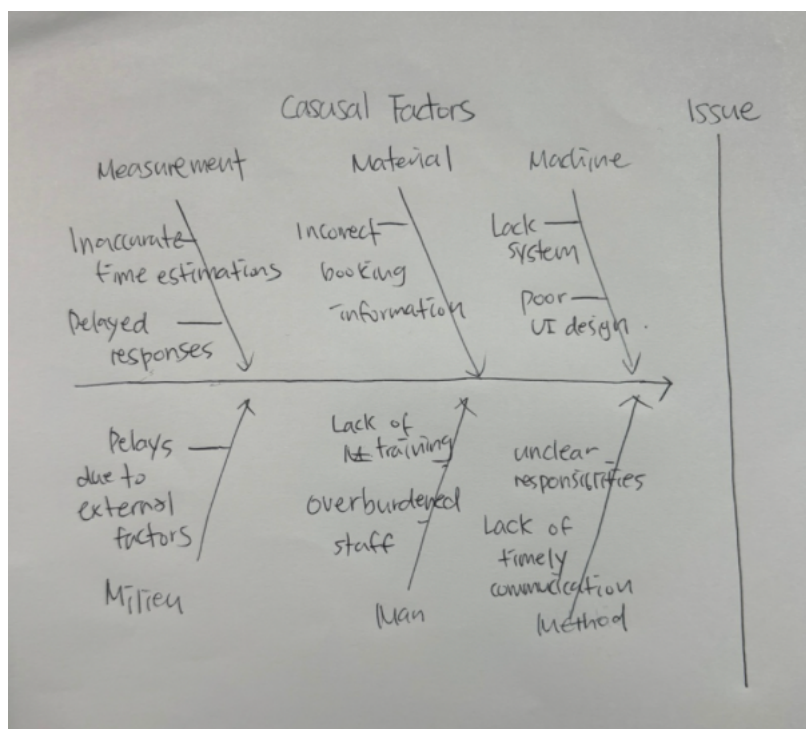 Casusal Factors
Issue
Measurement
Material
Machine
Inaccurate
time estimations
Delayed
responses
Incorrect
booking
information
Lack
system
Poor
UI design.
Delays
due to
external
factors
Milieu
Lack of
training
overburdened
staff
Man
unclear
responsibilities
Lack of
timely
communication
Method